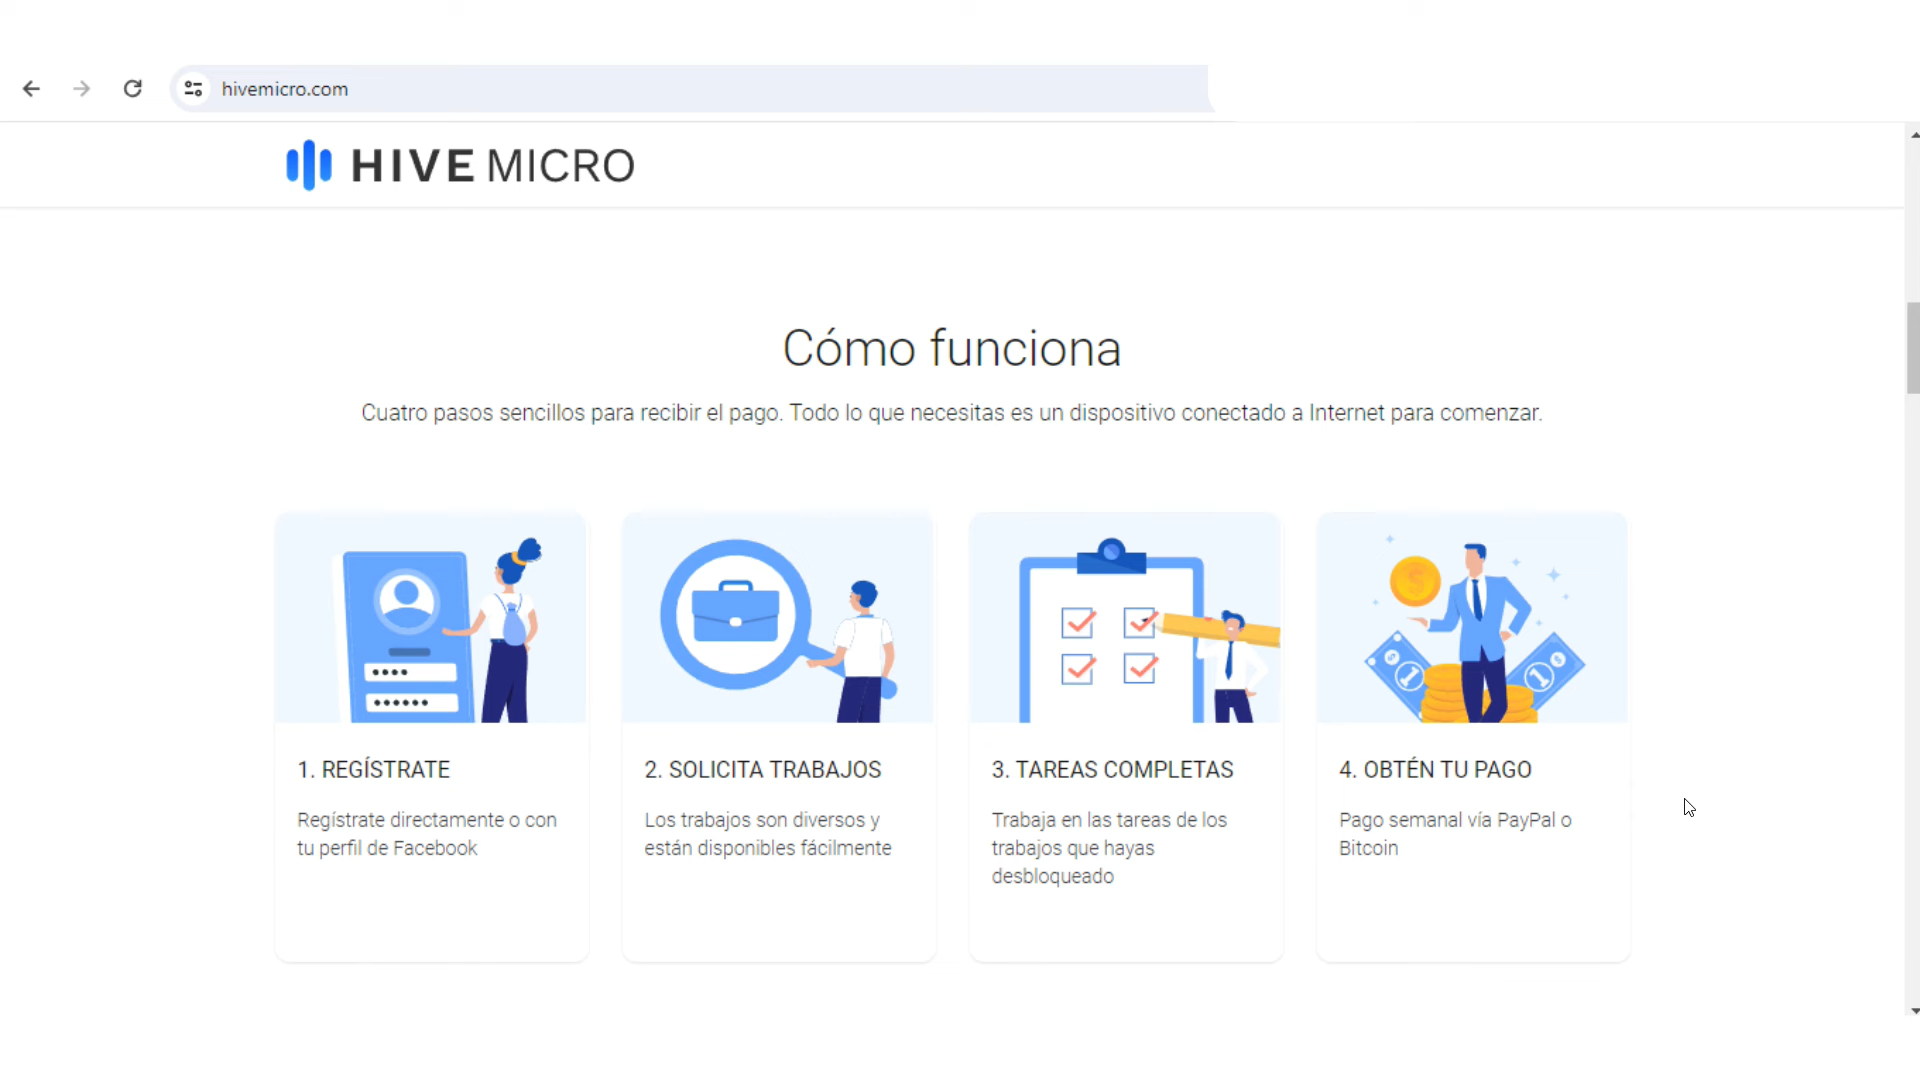 hivemicro.com
HIVE MICRO
Cómo funciona
Cuatro pasos sencillos para recibir el pago. Todo lo que necesitas es un dispositivo conectado a Internet para comenzar.
1. REGÍSTRATE
Regístrate directamente o con
tu perfil de Facebook
2. SOLICITA TRABAJOS
Los trabajos son diversos y
están disponibles fácilmente
3. TAREAS COMPLETAS
Trabaja en las tareas de los
trabajos que hayas
desbloqueado
4. OBTÉN TU PAGO
Pago semanal vía PayPal o
Bitcoin